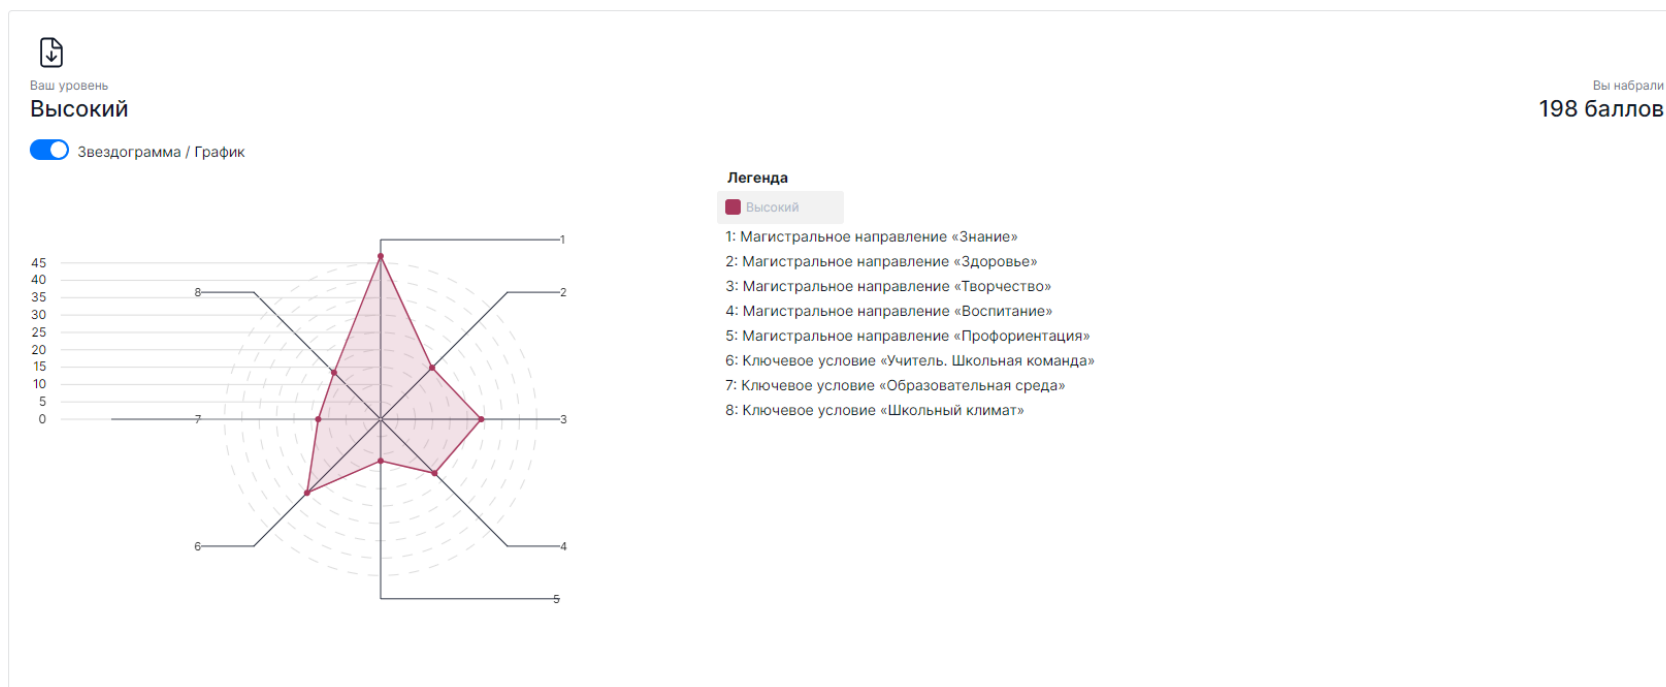 Ваш уровень
Высокий
Вы набрали
198 баллов
Звездограмма / График
45
40
35
30
25
20
15
10
5
0
1
2
3
4
5
6
7
8
Легенда
Высокий
1: Магистральное направление «Знание»
2: Магистральное направление «Здоровье»
3: Магистральное направление «Творчество»
4: Магистральное направление «Воспитание»
5: Магистральное направление «Профориентация»
6: Ключевое условие «Учитель. Школьная команда»
7: Ключевое условие «Образовательная среда»
8: Ключевое условие «Школьный климат»